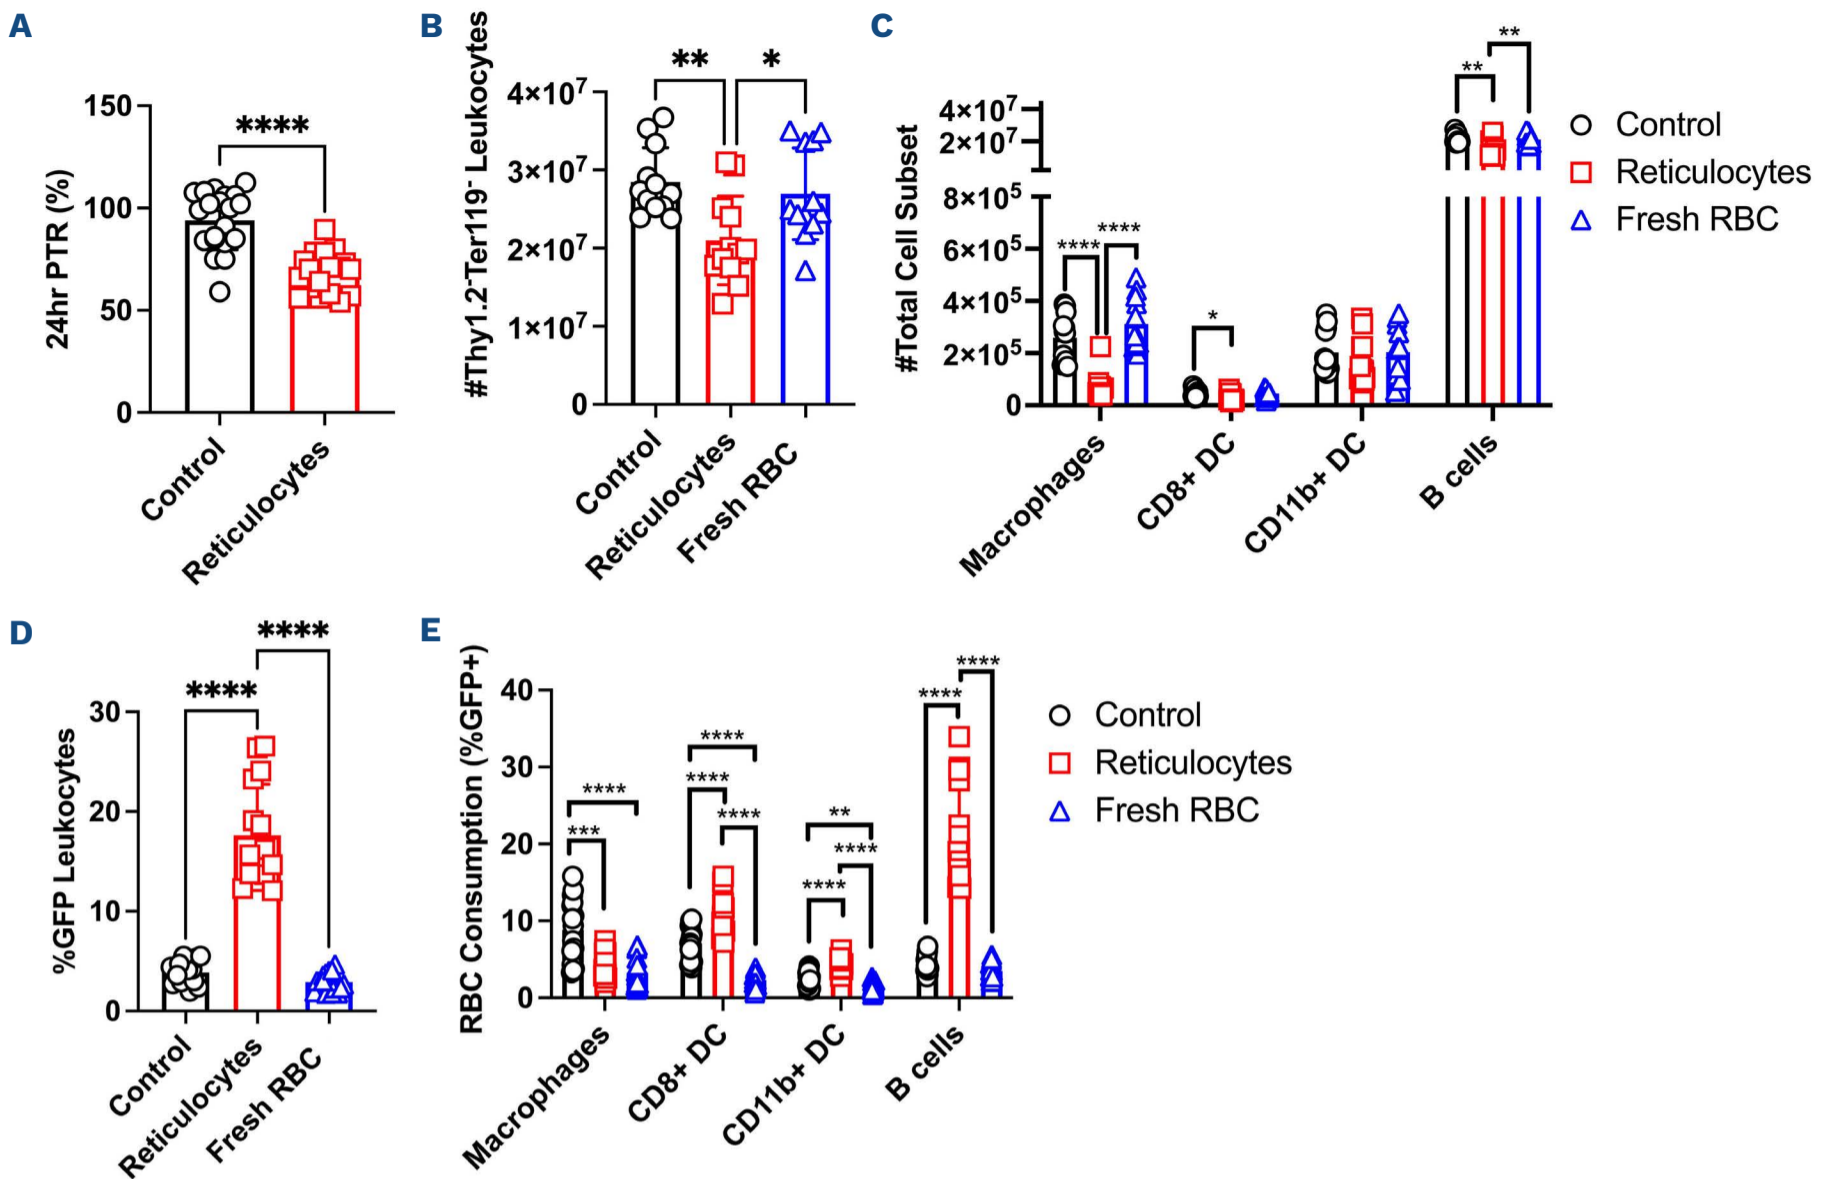 A
24hr PTR (%)
150
100
50
0
****
Control
Reticulocytes
B
#Thy1.2⁻Ter119⁻ Leukocytes
4×10⁷
3×10⁷
2×10⁷
1×10⁷
0
**
*
Control
Reticulocytes
Fresh RBC
C
#Total Cell Subset
4×10⁷
2×10⁷
8×10⁵
6×10⁵
4×10⁵
2×10⁵
0
****
****
*
**
**
Macrophages
CD8+ DC
CD11b+ DC
B cells
Control
Reticulocytes
Fresh RBC
D
%GFP Leukocytes
30
20
10
0
****
****
Control
Reticulocytes
Fresh RBC
E
RBC Consumption (%GFP+)
40
30
20
10
0
****
***
****
****
****
**
****
****
****
****
Macrophages
CD8+ DC
CD11b+ DC
B cells
Control
Reticulocytes
Fresh RBC